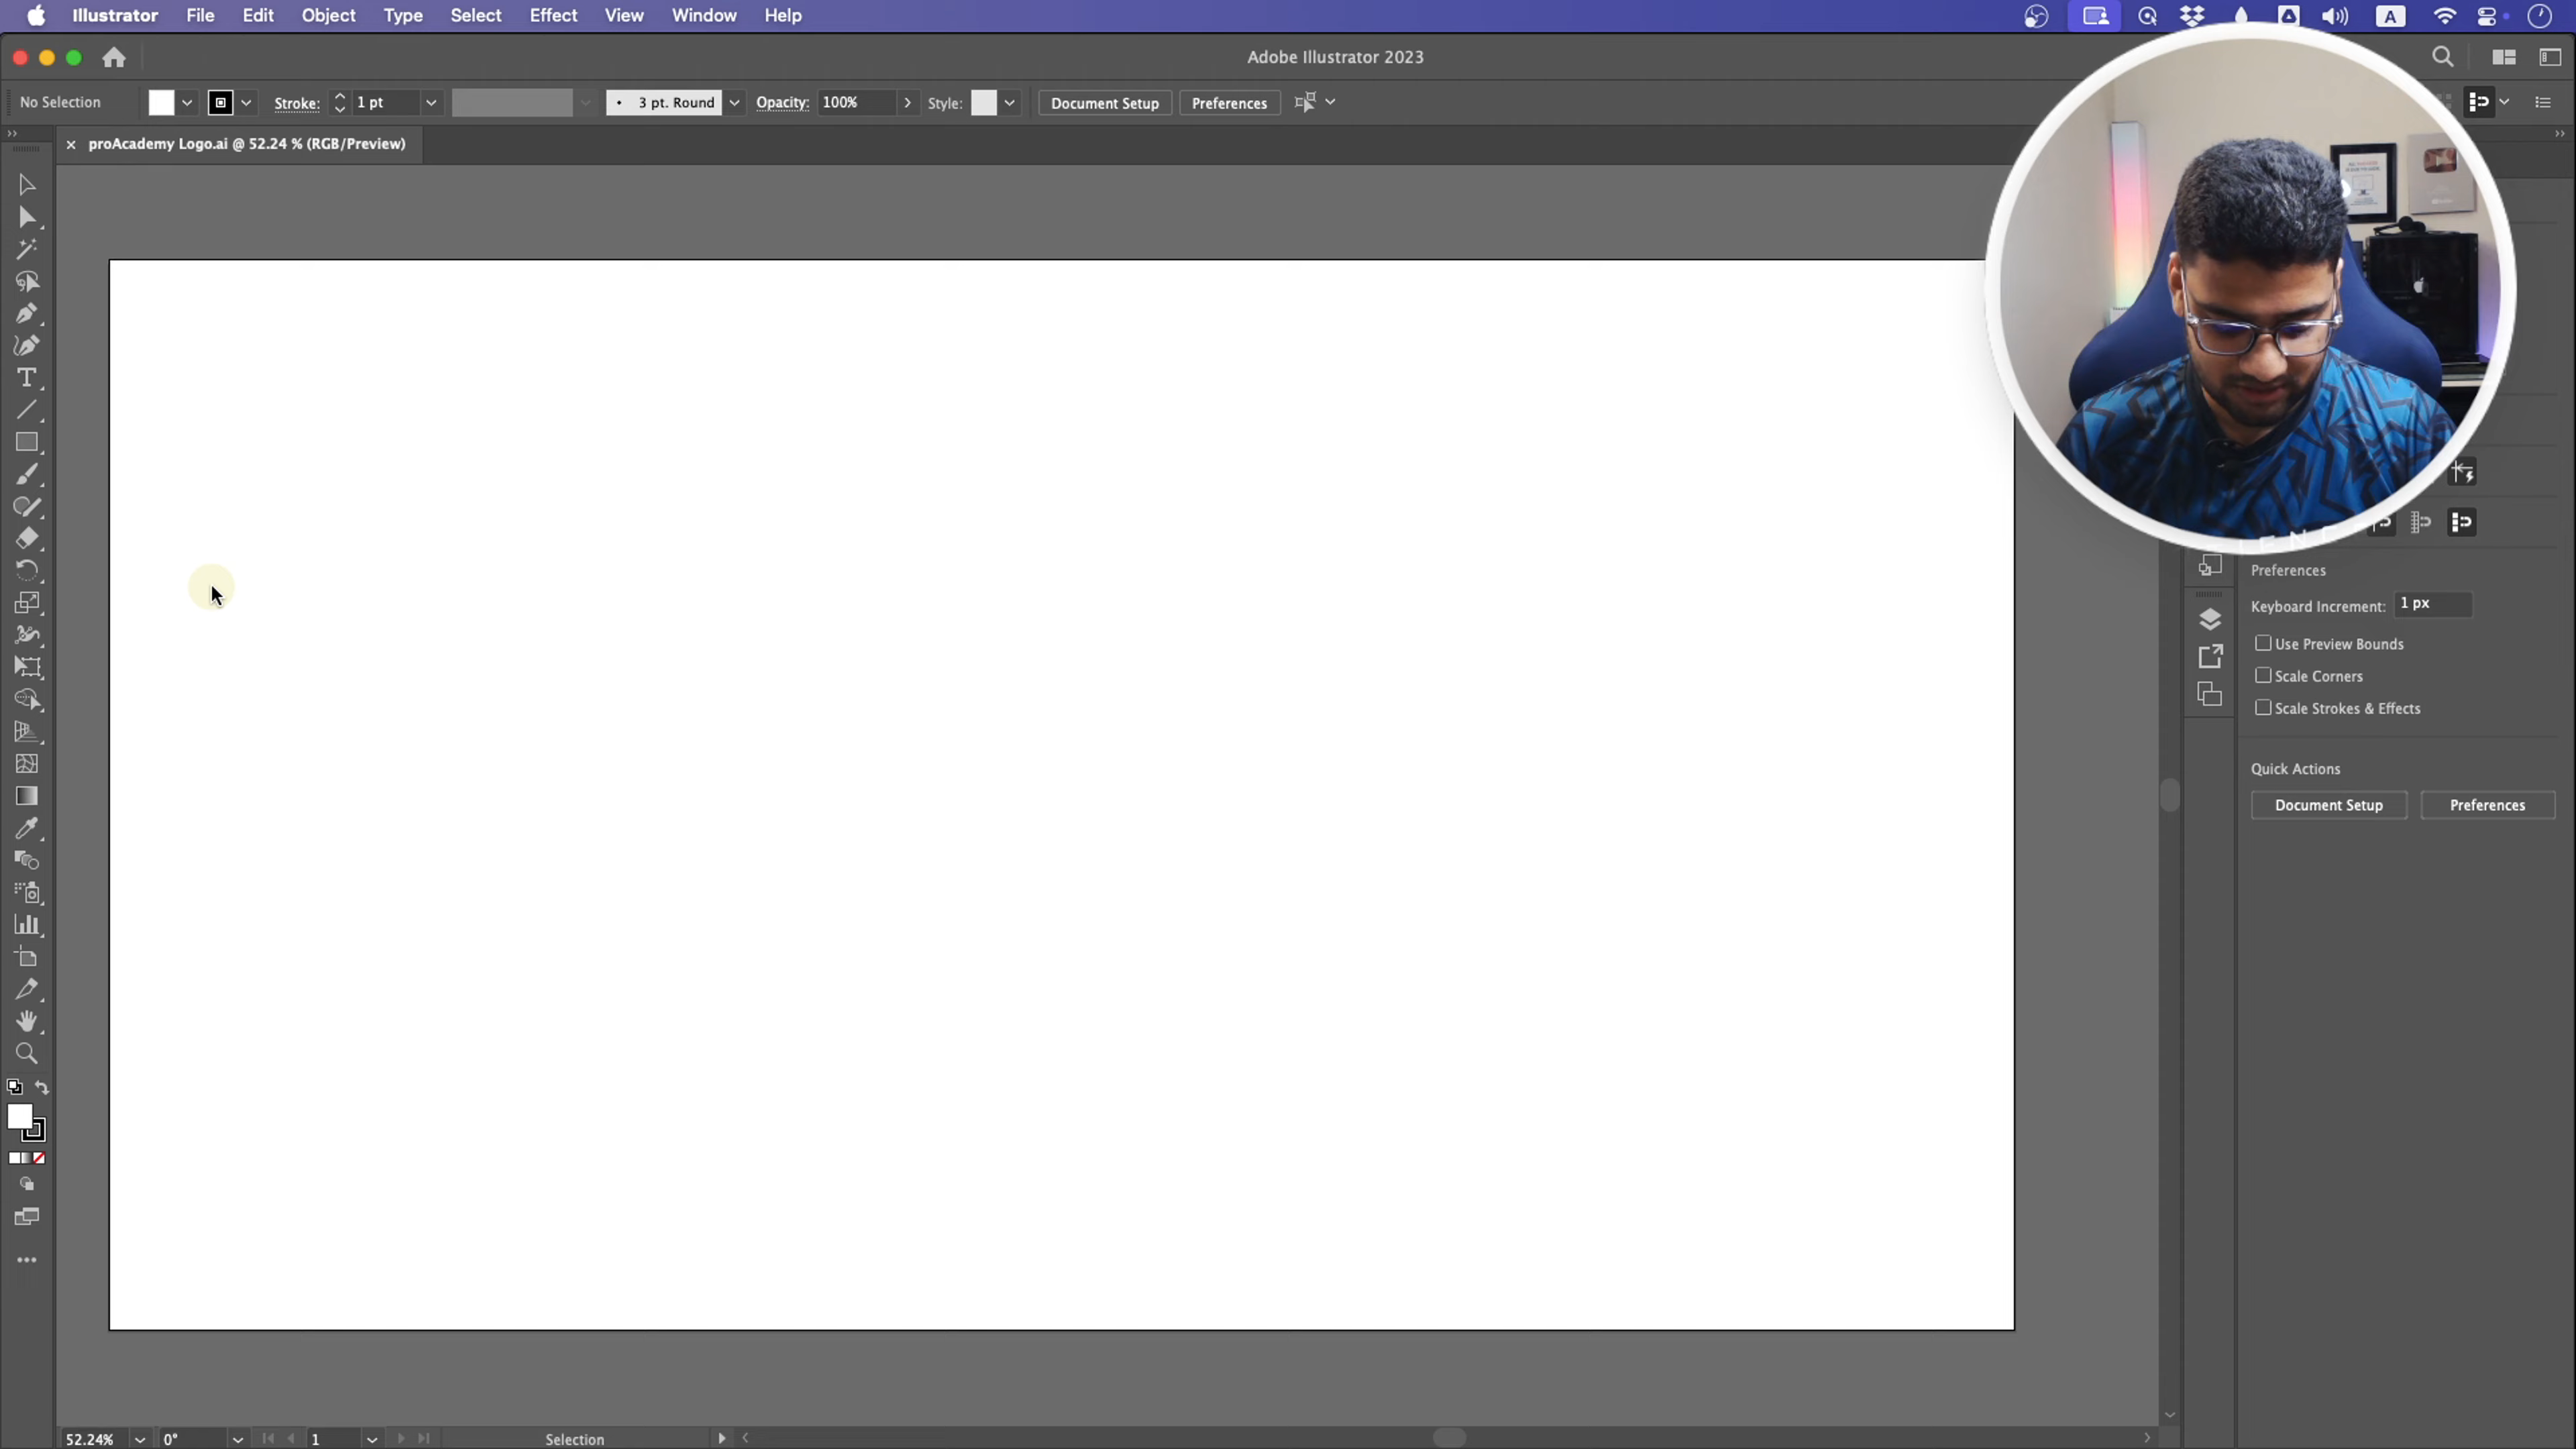 Illustrator File Edit Object Type Select Effect View Window Help A
Adobe Illustrator 2023
No Selection Stroke: 1 pt 3 pt. Round Opacity: 100% Style: Document Setup Preferences
proAcademy Logo.ai @ 52.24 % (RGB/Preview)
Preferences
Keyboard Increment: 1 px
Use Preview Bounds
Scale Corners
Scale Strokes & Effects
Quick Actions
Document Setup Preferences
52.24% 0° 1 Selection